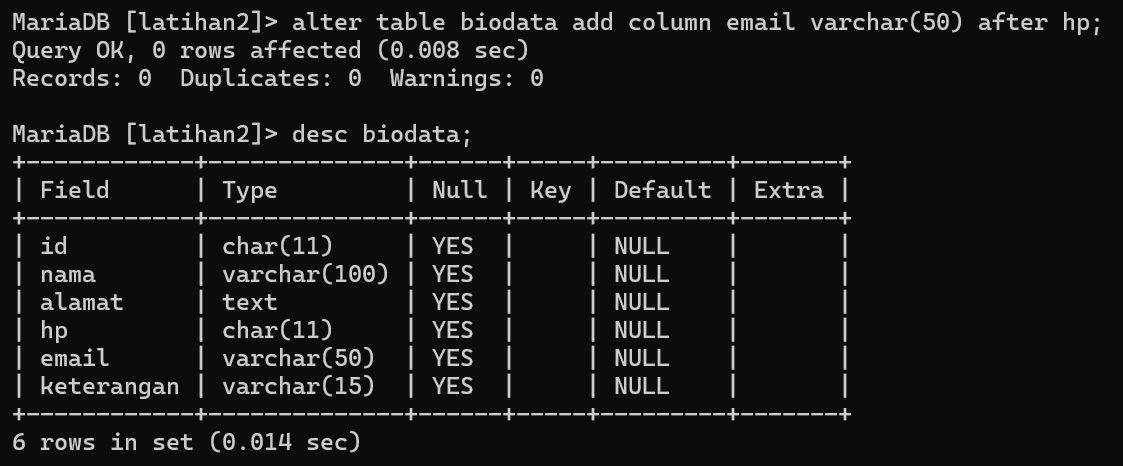 MariaDB [latihan2]> alter table biodata add column email varchar(50) after hp;
Query OK, 0 rows affected (0.008 sec)
Records: 0  Duplicates: 0  Warnings: 0

MariaDB [latihan2]> desc biodata;
+------------+--------------+------+-----+---------+-------+
| Field      | Type         | Null | Key | Default | Extra |
+------------+--------------+------+-----+---------+-------+
| id         | char(11)     | YES  |     | NULL    |       |
| nama       | varchar(100) | YES  |     | NULL    |       |
| alamat     | text         | YES  |     | NULL    |       |
| hp         | char(11)     | YES  |     | NULL    |       |
| email      | varchar(50)  | YES  |     | NULL    |       |
| keterangan | varchar(15)  | YES  |     | NULL    |       |
+------------+--------------+------+-----+---------+-------+
6 rows in set (0.014 sec)